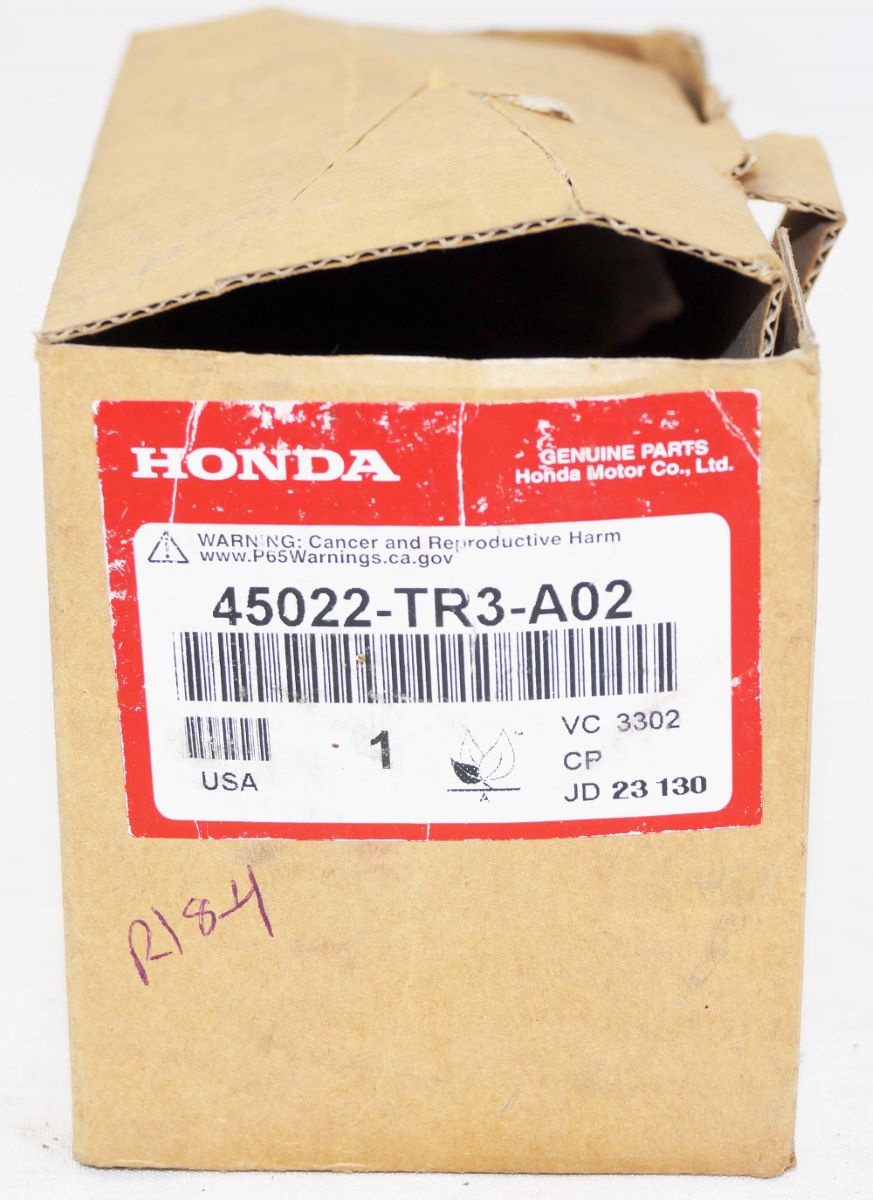 HONDA
GENUINE PARTS
Honda Motor Co., Ltd.
WARNING: Cancer and Reproductive Harm
www.P65Warnings.ca.gov
45022-TR3-A02
USA
1
A
VC 3302
CP
JD 23 130
R184